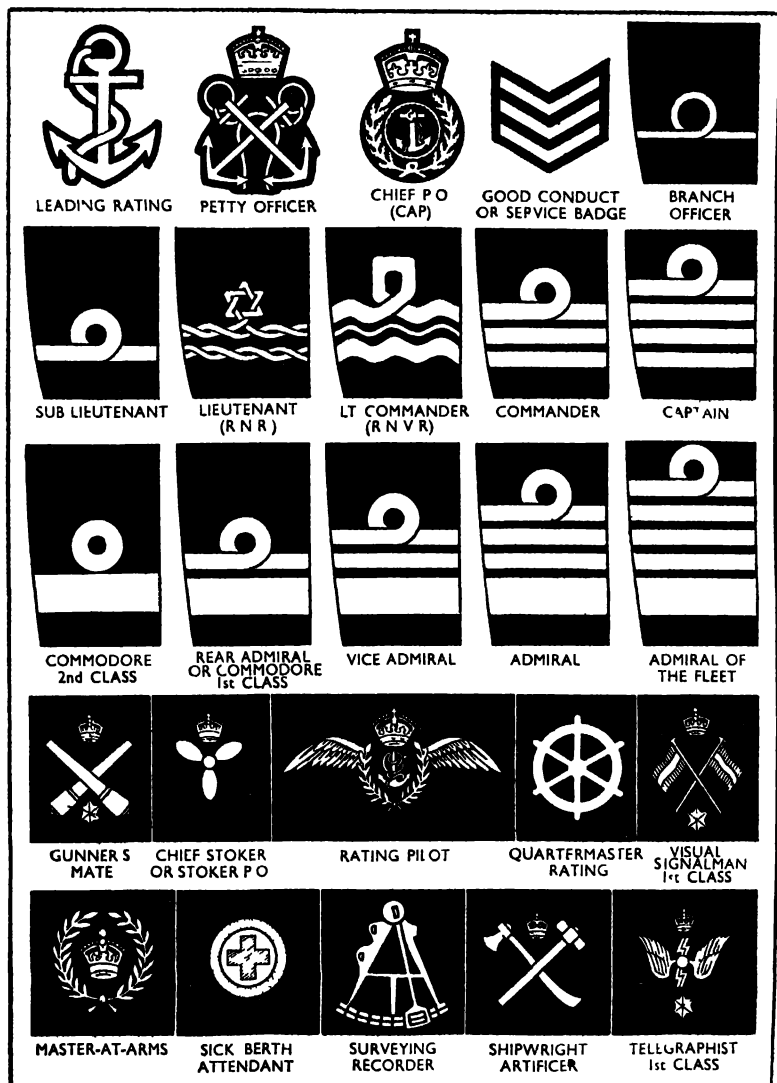 LEADING RATING
PETTY OFFICER
CHIEF P O
(CAP)
GOOD CONDUCT
OR SERVICE BADGE
BRANCH
OFFICER
SUB LIEUTENANT
LIEUTENANT
(R N R)
LT COMMANDER
(R N V R)
COMMANDER
CAPTAIN
COMMODORE
2nd CLASS
REAR ADMIRAL
OR COMMODORE
1st CLASS
VICE ADMIRAL
ADMIRAL
ADMIRAL OF
THE FLEET
GUNNER S
MATE
CHIEF STOKER
OR STOKER P O
RATING PILOT
QUARTERMASTER
RATING
VISUAL
SIGNALMAN
1st CLASS
MASTER-AT-ARMS
SICK BERTH
ATTENDANT
SURVEYING
RECORDER
SHIPWRIGHT
ARTIFICER
TELEGRAPHIST
1st CLASS